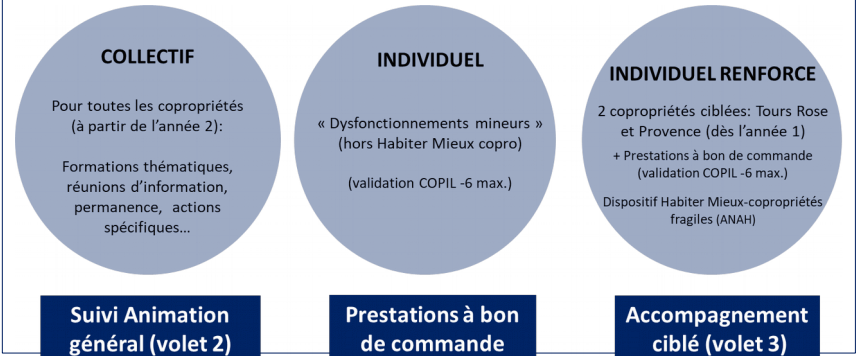 COLLECTIF
Pour toutes les copropriétés
(à partir de l'année 2):
Formations thématiques,
réunions d'information,
permanence, actions
spécifiques…
Suivi Animation
général (volet 2)
INDIVIDUEL
« Dysfonctionnements mineurs »
(hors Habiter Mieux copro)
(validation COPIL -6 max.)
Prestations à bon
de commande
INDIVIDUEL RENFORCE
2 copropriétés ciblées: Tours Rose
et Provence (dès l'année 1)
+ Prestations à bon de commande
(validation COPIL -6 max.)
Dispositif Habiter Mieux-copropriétés
fragiles (ANAH)
Accompagnement
ciblé (volet 3)